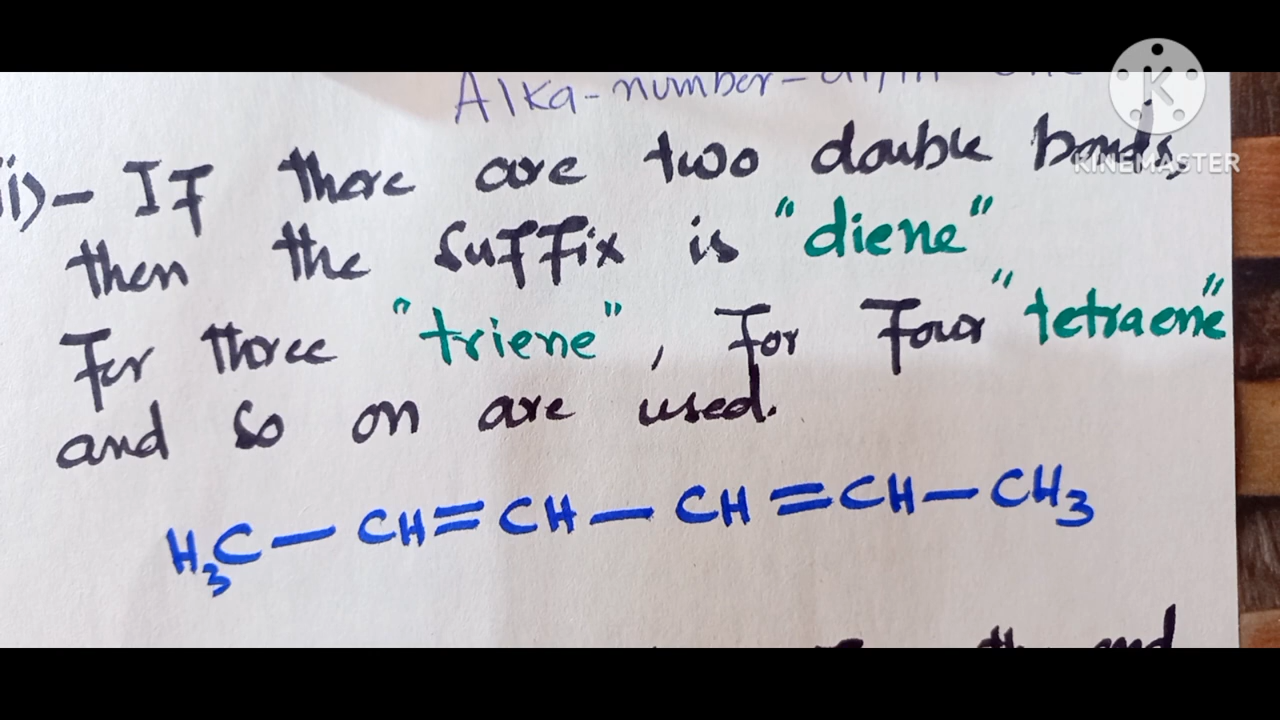 Alka-number-
ii)- If there are two double bonds,
then the suffix is "diene"
For three "triene", For Four "tetraene"
and so on are used.
H₃C — CH = CH — CH = CH — CH₃
and
K
KINEMASTER